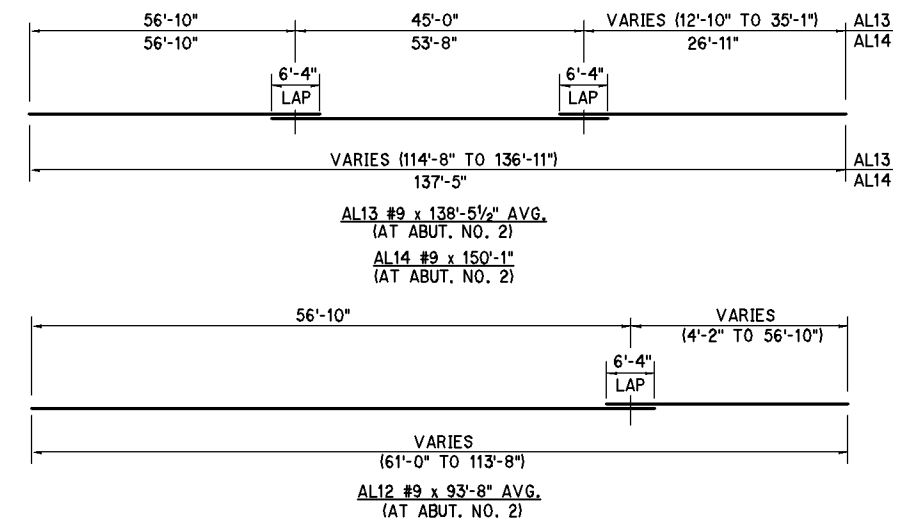 56'-10" 45'-0" VARIES (12'-10" TO 35'-1") AL13
56'-10" 53'-8" 26'-11" AL14
6'-4" 6'-4"
LAP LAP
VARIES (114'-8" TO 136'-11") AL13
137'-5" AL14
AL13 #9 x 138'-5½" AVG.
(AT ABUT. NO. 2)
AL14 #9 x 150'-1"
(AT ABUT. NO. 2)
56'-10" VARIES
(4'-2" TO 56'-10")
6'-4"
LAP
VARIES
(61'-0" TO 113'-8")
AL12 #9 x 93'-8" AVG.
(AT ABUT. NO. 2)